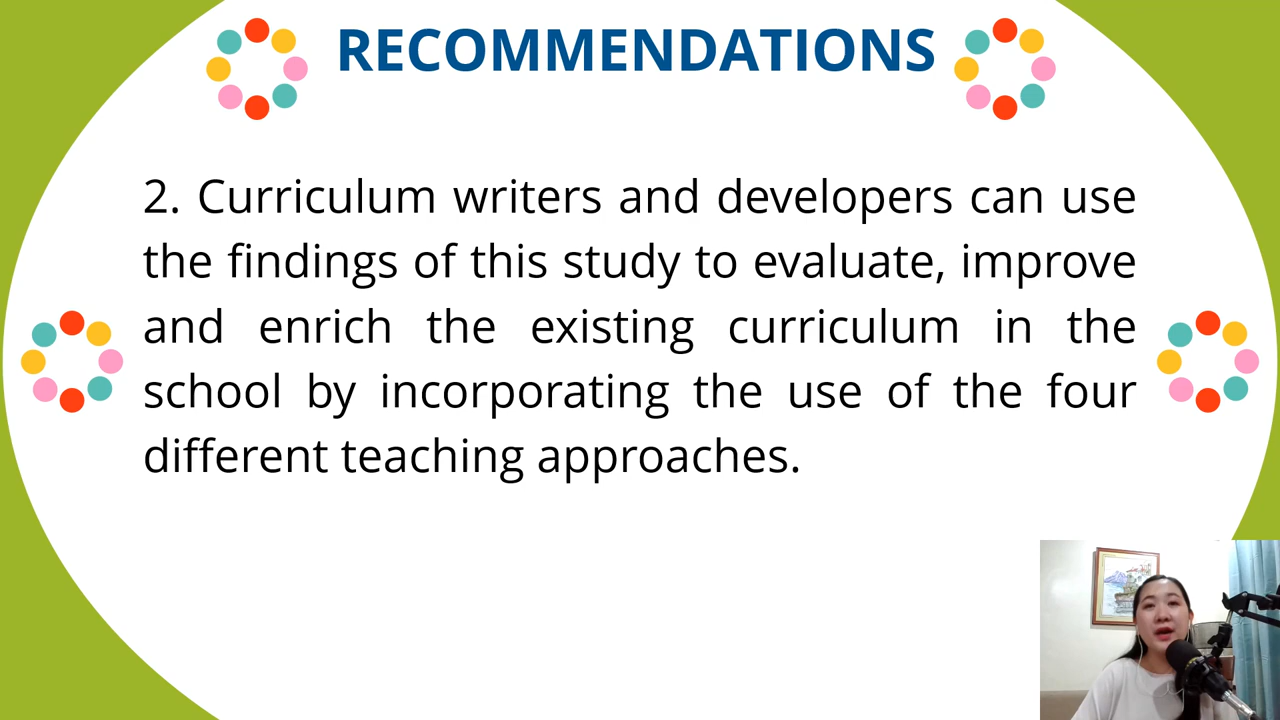 RECOMMENDATIONS
2. Curriculum writers and developers can use
the findings of this study to evaluate, improve
and enrich the existing curriculum in the
school by incorporating the use of the four
different teaching approaches.